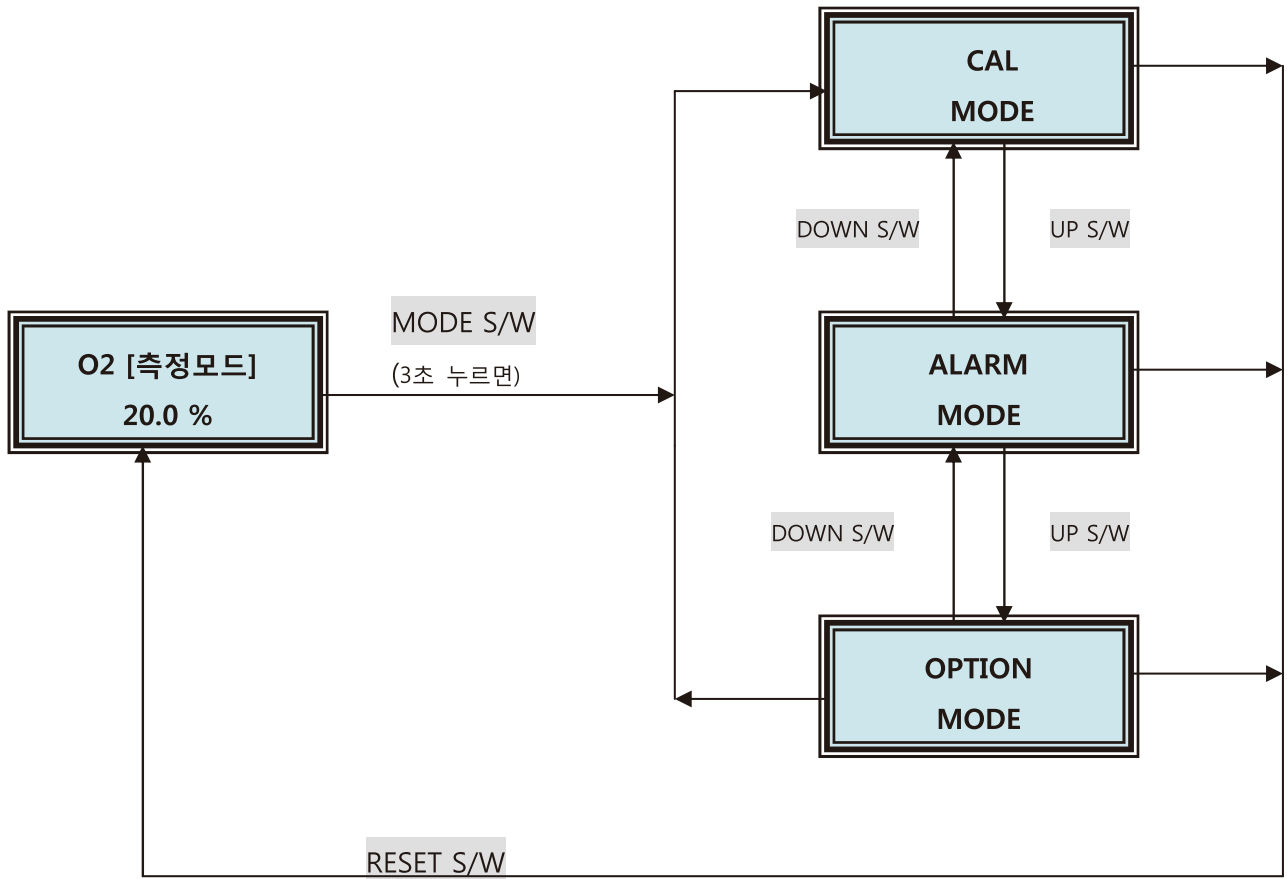 CAL
MODE
DOWN S/W
UP S/W
MODE S/W
(3초 누르면)
O2 [측정모드]
20.0 %
ALARM
MODE
DOWN S/W
UP S/W
OPTION
MODE
RESET S/W